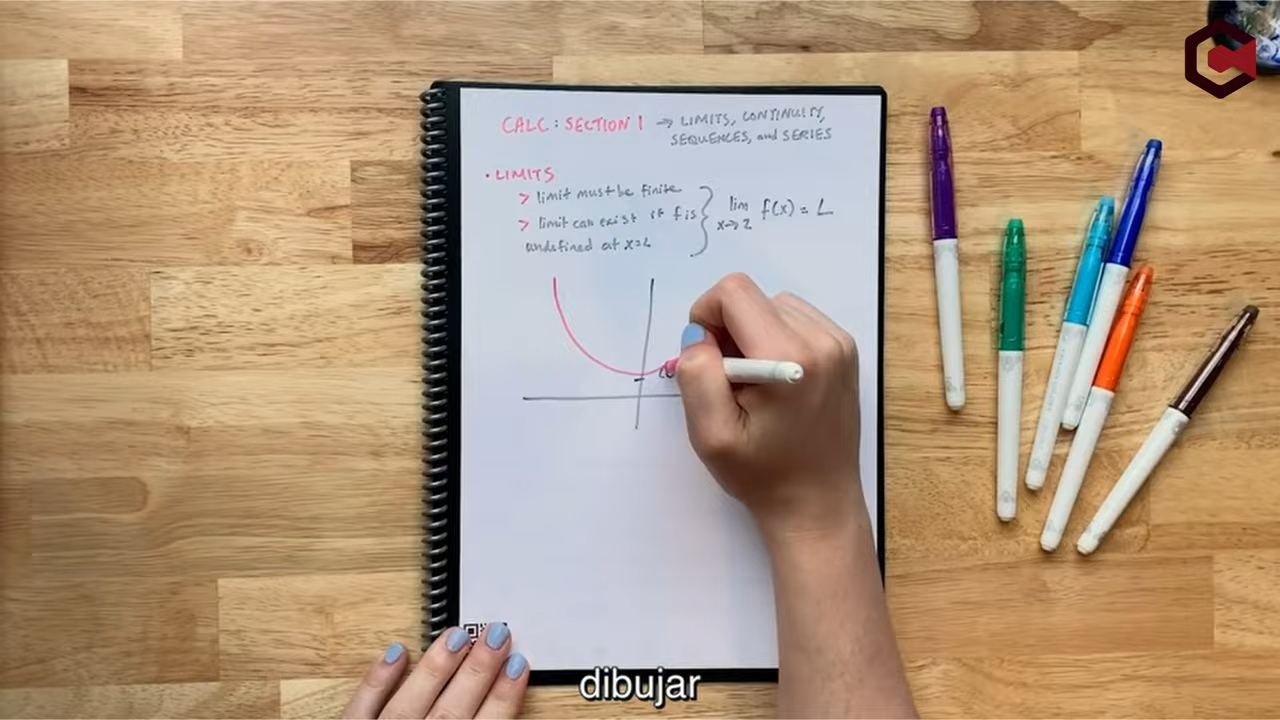 CALC: SECTION 1 → LIMITS, CONTINUITY,
SEQUENCES, and SERIES
• LIMITS
> limit must be finite
> limit can exist if f is
undefined at x=2
lim f(x) = L
x→2
dibujar